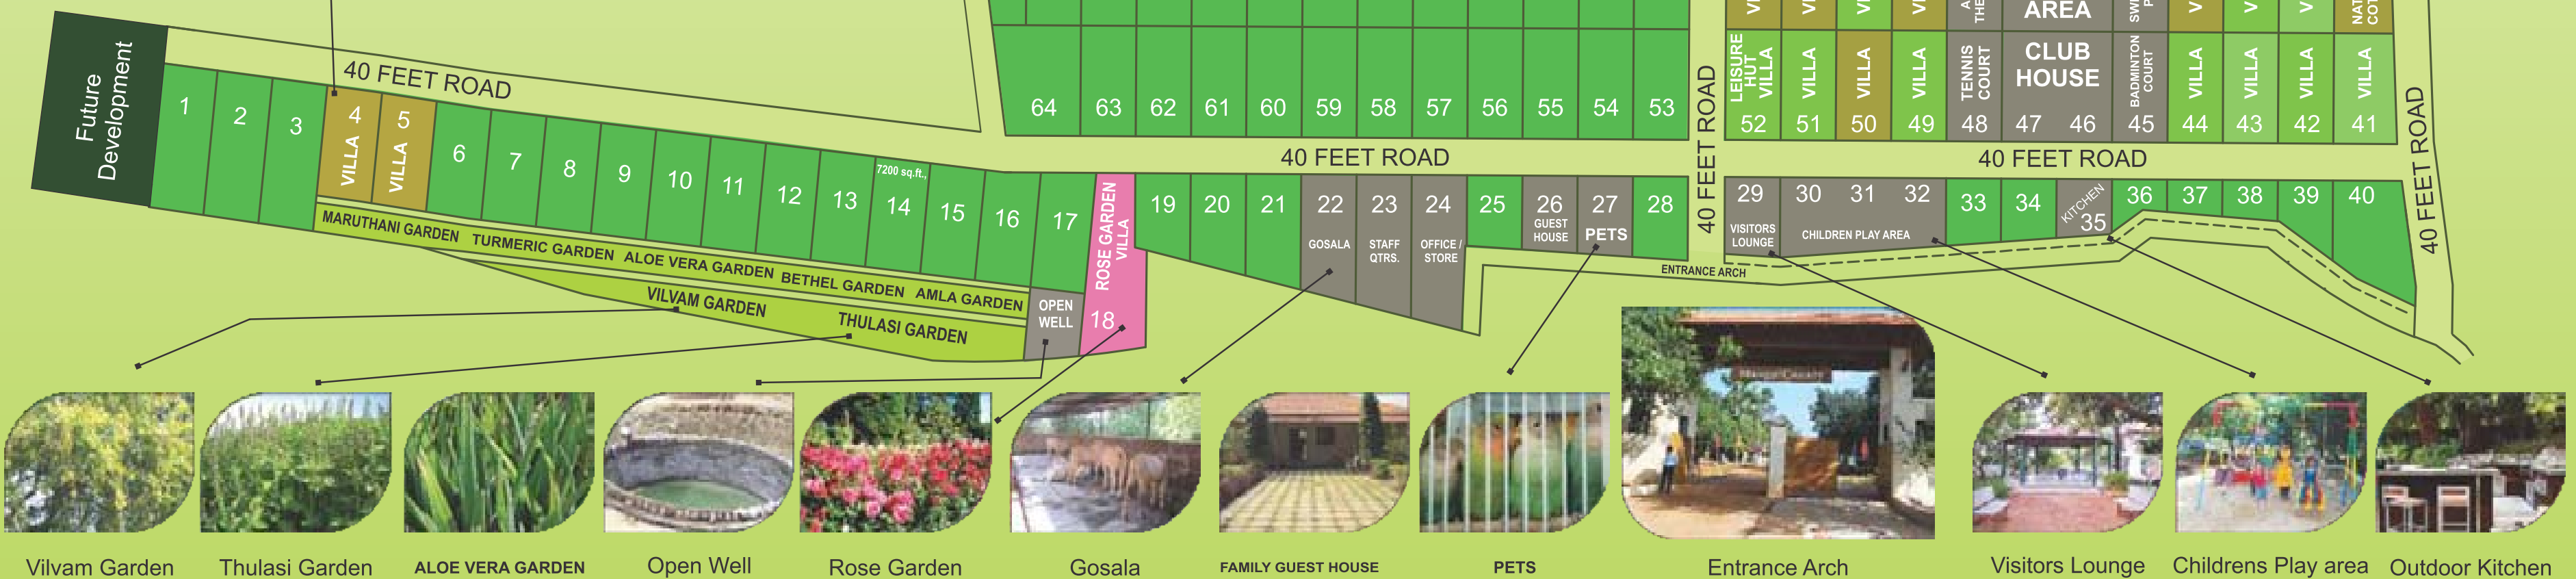 VI
VI
V
VI
A
THE
AREA
SWI
P
V
V
V
NAT
COT
LEISURE
HUT
VILLA
52
VILLA
51
VILLA
50
VILLA
49
TENNIS
COURT
48
CLUB
HOUSE
47
46
BADMINTON
COURT
45
VILLA
44
VILLA
43
VILLA
42
VILLA
41
Future
Development
40 FEET ROAD
64
63
62
61
60
59
58
57
56
55
54
53
40 FEET ROAD
40 FEET ROAD
40 FEET ROAD
40 FEET ROAD
1
2
3
4
VILLA
5
VILLA
6
7
8
9
10
11
12
13
7200 sq.ft.,
14
15
16
17
ROSE GARDEN
VILLA
18
19
20
21
22
GOSALA
23
STAFF
QTRS.
24
OFFICE /
STORE
25
26
GUEST
HOUSE
27
PETS
28
29
VISITORS
LOUNGE
30
31
32
CHILDREN PLAY AREA
33
34
KITCHEN
35
36
37
38
39
40
ENTRANCE ARCH
MARUTHANI GARDEN
TURMERIC GARDEN
ALOE VERA GARDEN
BETHEL GARDEN
AMLA GARDEN
VILVAM GARDEN
THULASI GARDEN
OPEN
WELL
Vilvam Garden
Thulasi Garden
ALOE VERA GARDEN
Open Well
Rose Garden
Gosala
FAMILY GUEST HOUSE
PETS
Entrance Arch
Visitors Lounge
Childrens Play area
Outdoor Kitchen